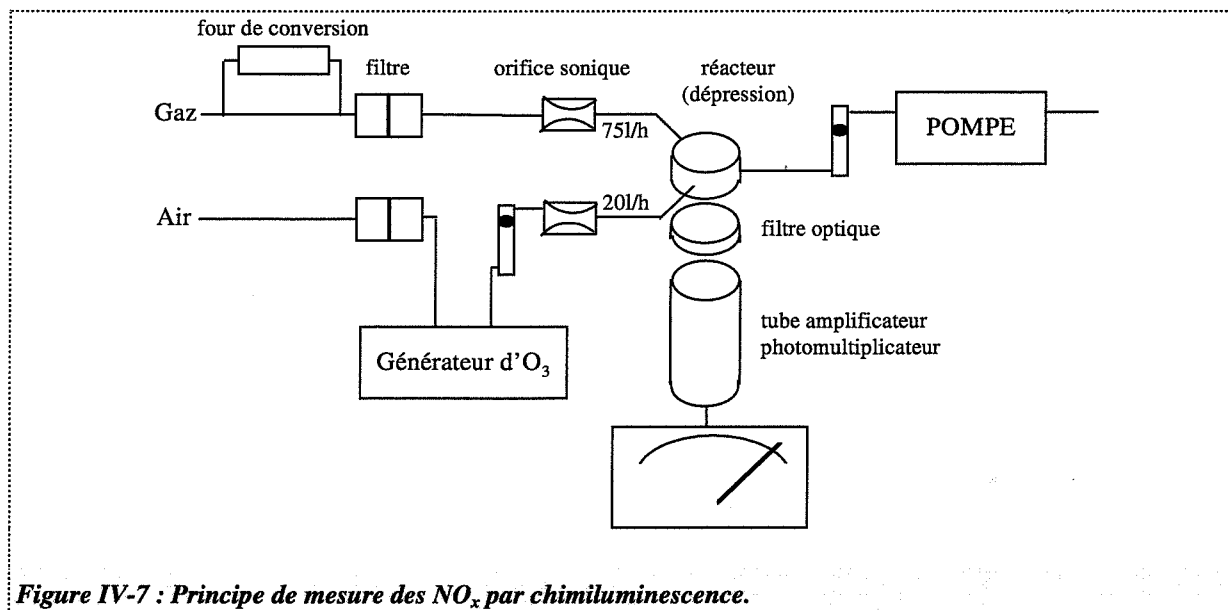 four de conversion
filtre
orifice sonique
réacteur
(dépression)
Gaz
75l/h
POMPE
Air
20l/h
filtre optique
Générateur d'O₃
tube amplificateur
photomultiplicateur
Figure IV-7 : Principe de mesure des NOₓ par chimiluminescence.